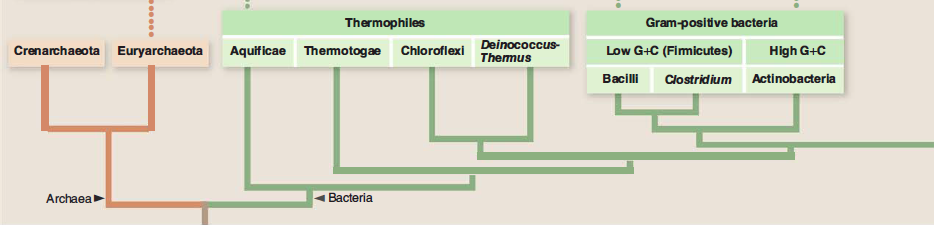 Thermophiles
Gram-positive bacteria
Crenarchaeota
Euryarchaeota
Aquificae
Thermotogae
Chloroflexi
Deinococcus-
Thermus
Low G+C (Firmicutes)
High G+C
Bacilli
Clostridium
Actinobacteria
Archaea
Bacteria